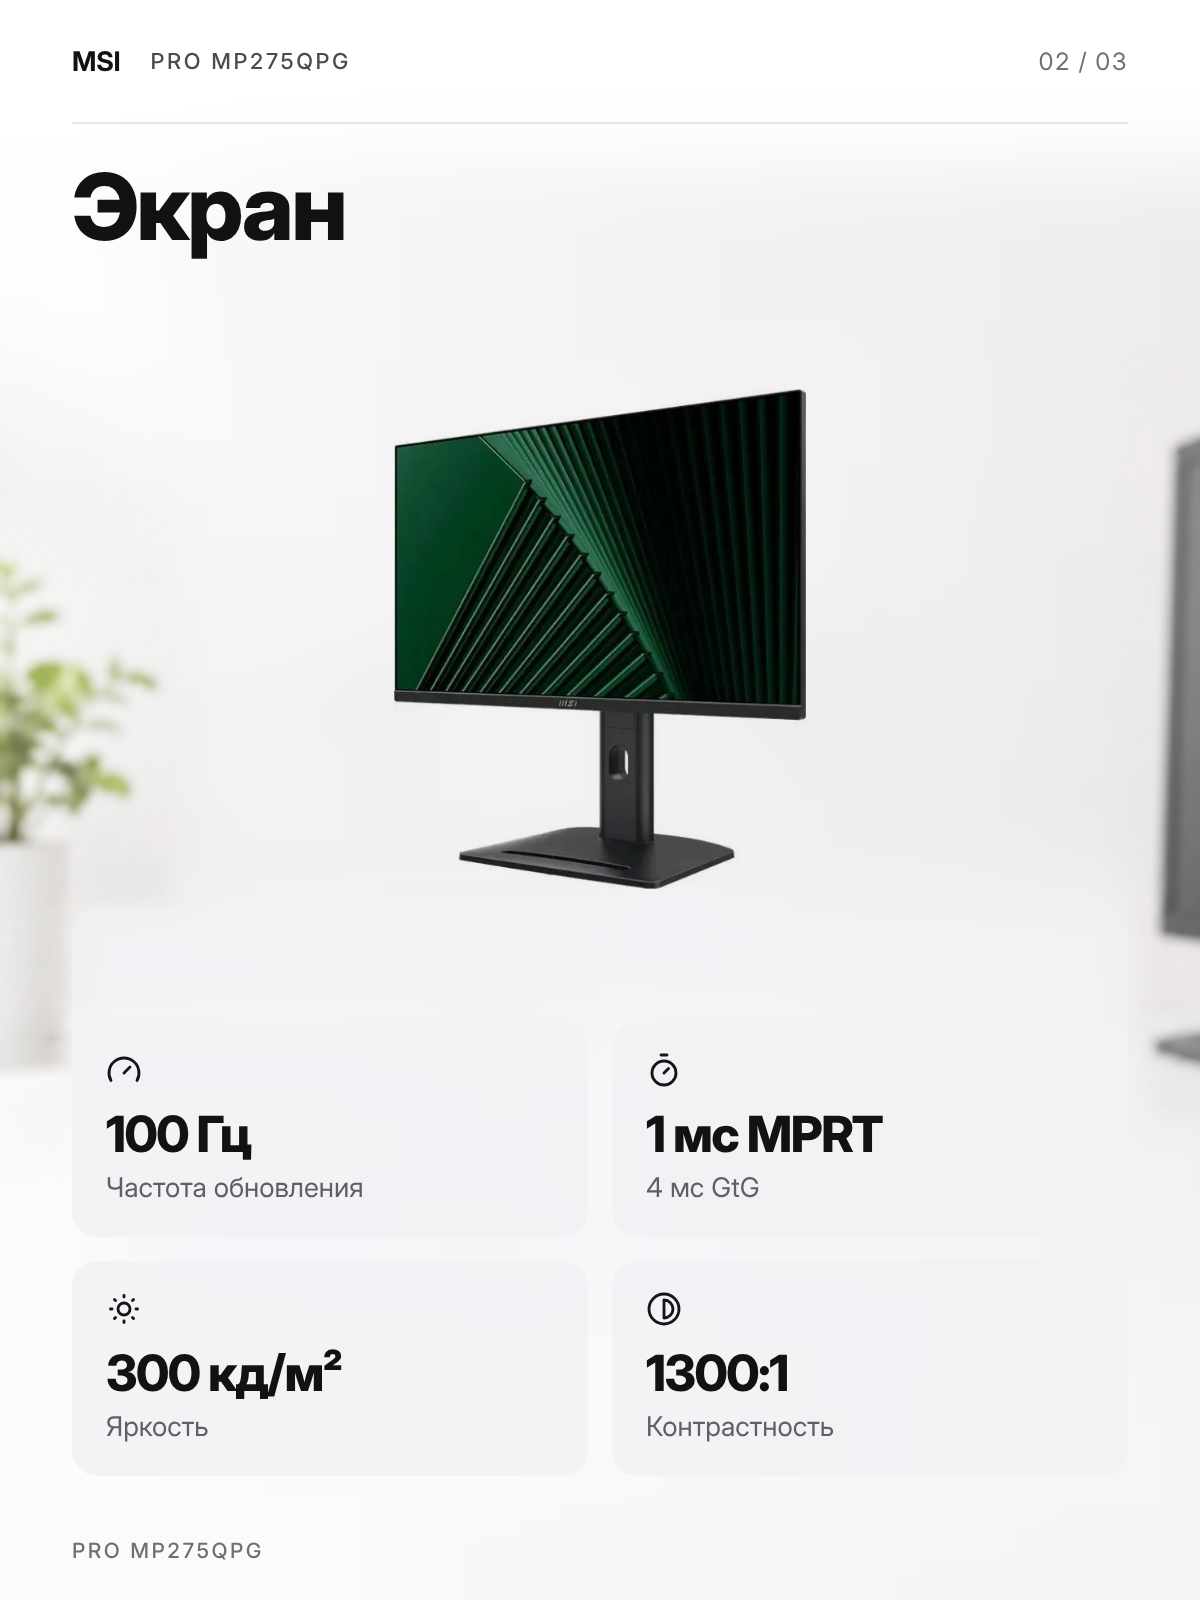 MSI PRO MP275QPG 02 / 03
Экран
msi
100 Гц
Частота обновления
1 мс MPRT
4 мс GtG
300 кд/м²
Яркость
1300:1
Контрастность
PRO MP275QPG